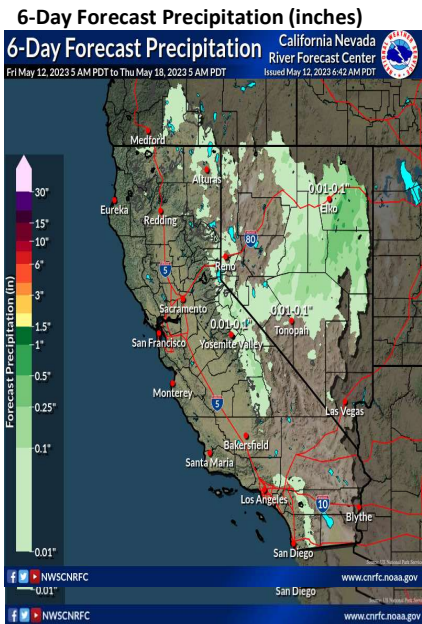 6-Day Forecast Precipitation (inches)
6-Day Forecast Precipitation
California Nevada
River Forecast Center
Fri May 12, 2023 5 AM PDT to Thu May 18, 2023 5 AM PDT
Issued May 12, 2023 6:42 AM PDT
NATIONAL WEATHER SERVICE
Medford
Alturas
0.01-0.1"
Elko
Eureka
Redding
80
Reno
5
Sacramento
0.01-0.1"
Tonopah
0.01-0.1"
San Francisco
Yosemite Valley
Monterey
5
Las Vegas
Bakersfield
Santa Maria
Los Angeles
10
Blythe
San Diego
Forecast Precipitation (in)
30"
15"
10"
6"
3"
1.5"
1"
0.5"
0.25"
0.1"
0.01"
NWSCNRFC
www.cnrfc.noaa.gov
0.01"
San Diego
NWSCNRFC
www.cnrfc.noaa.gov